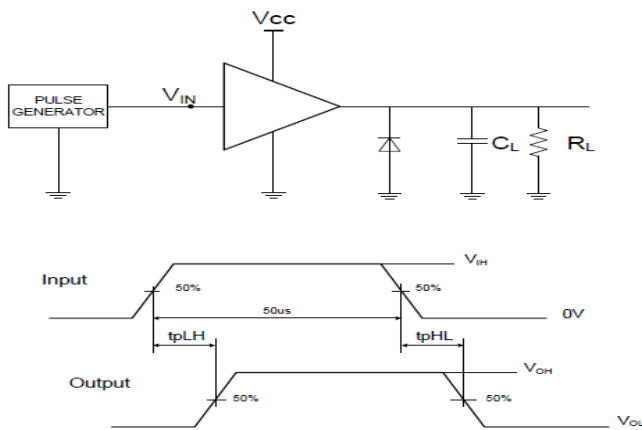 Vcc
PULSE
GENERATOR
VIN
CL
RL
Input
50%
50us
50%
VIH
0V
tpLH
tpHL
Output
50%
50%
VOH
VOL